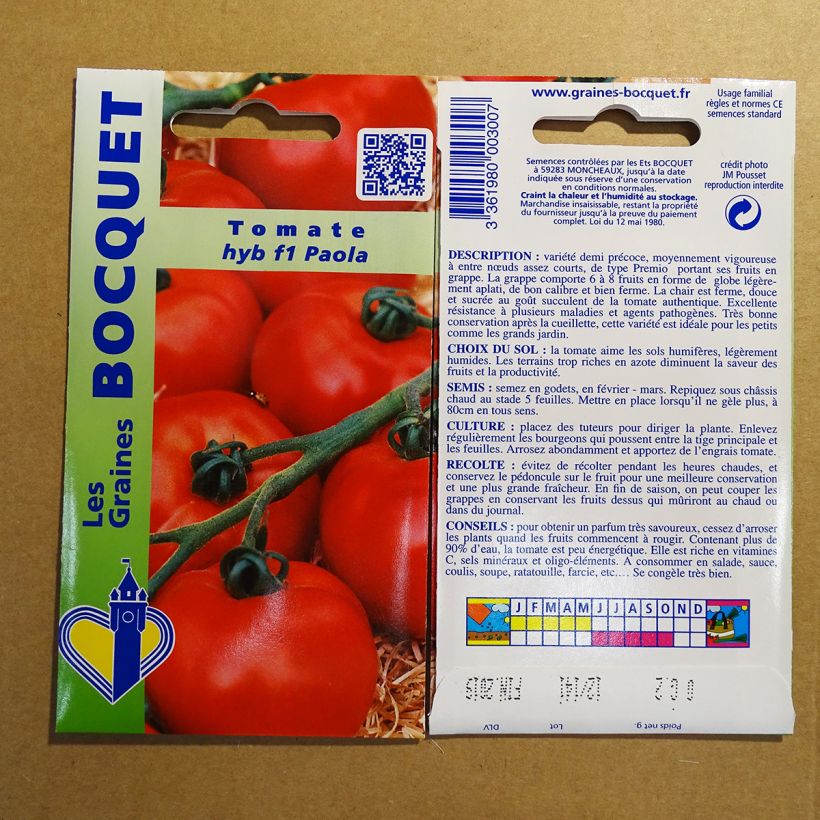 Les
Graines
BOCQUET
Tomate
hyb f1 Paola
www.graines-bocquet.fr
Usage familial
règles et normes CE
semences standard
3 361980 003007
Semences contrôlées par les Ets BOCQUET
à 59283 MONCHEAUX, jusqu'à la date
indiquée sous réserve d'une conservation
en conditions normales.
Craint la chaleur et l'humidité au stockage.
Marchandise insaisissable, restant la propriété
du fournisseur jusqu'à la preuve du paiement
complet. Loi du 12 mai 1980.
crédit photo
JM Pousset
reproduction interdite
DESCRIPTION : variété demi précoce, moyennement vigoureuse
à entre nœuds assez courts, de type Premio portant ses fruits en
grappe. La grappe comporte 6 à 8 fruits en forme de globe légère-
ment aplati, de bon calibre et bien ferme. La chair est ferme, douce
et sucrée au goût succulent de la tomate authentique. Excellente
résistance à plusieurs maladies et agents pathogènes. Très bonne
conservation après la cueillette, cette variété est idéale pour les petits
comme les grands jardin.
CHOIX DU SOL : la tomate aime les sols humifères, légèrement
humides. Les terrains trop riches en azote diminuent la saveur des
fruits et la productivité.
SEMIS : semez en godets, en février - mars. Repiquez sous châssis
chaud au stade 5 feuilles. Mettre en place lorsqu'il ne gèle plus, à
80cm en tous sens.
CULTURE : placez des tuteurs pour diriger la plante. Enlevez
régulièrement les bourgeons qui poussent entre la tige principale et
les feuilles. Arrosez abondamment et apportez de l'engrais tomate.
RECOLTE : évitez de récolter pendant les heures chaudes, et
conservez le pédoncule sur le fruit pour une meilleure conservation
et une plus grande fraîcheur. En fin de saison, on peut couper les
grappes en conservant les fruits dessus qui mûriront au chaud ou
dans du journal.
CONSEILS : pour obtenir un parfum très savoureux, cessez d'arroser
les plants quand les fruits commencent à rougir. Contenant plus de
90% d'eau, la tomate est peu énergétique. Elle est riche en vitamines
C, sels minéraux et oligo-éléments. A consommer en salade, sauce,
coulis, soupe, ratatouille, farcie, etc.... Se congèle très bien.
J F M A M J J A S O N D
FIN.2019 12/141 0 G.2
DLV Lot Poids net g.